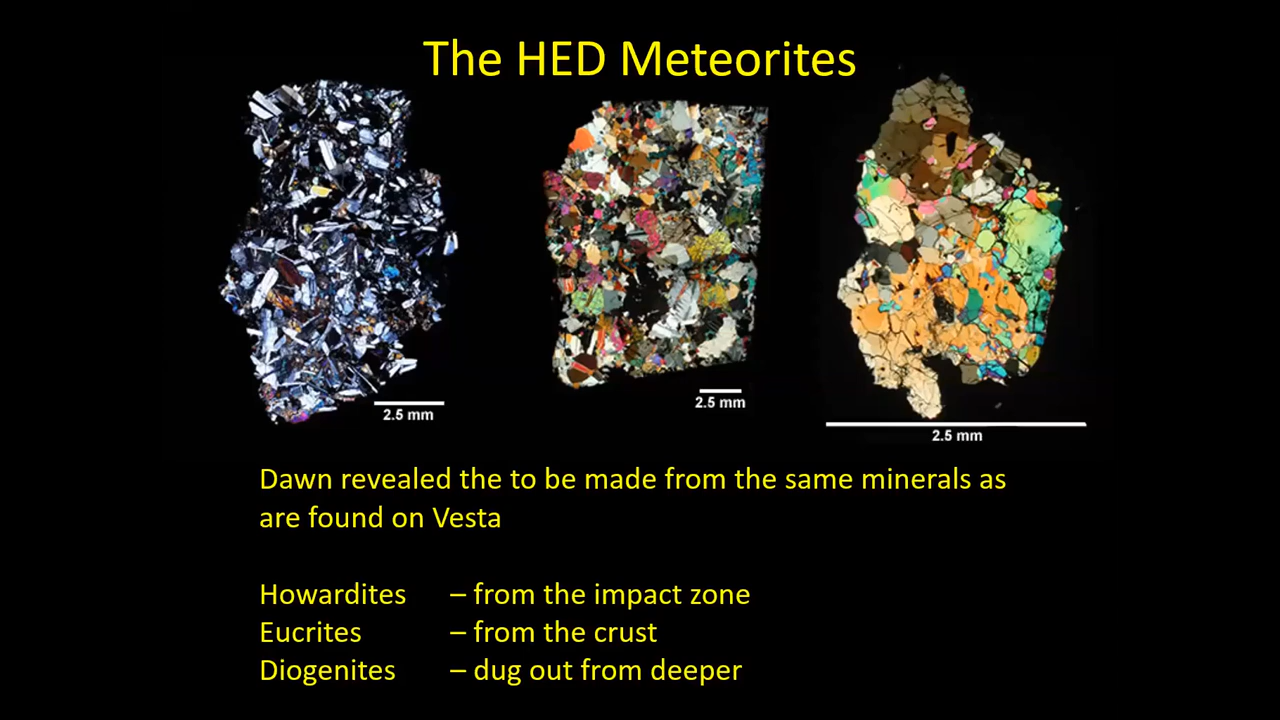 The HED Meteorites
2.5 mm
2.5 mm
2.5 mm
Dawn revealed the to be made from the same minerals as
are found on Vesta
Howardites – from the impact zone
Eucrites – from the crust
Diogenites – dug out from deeper